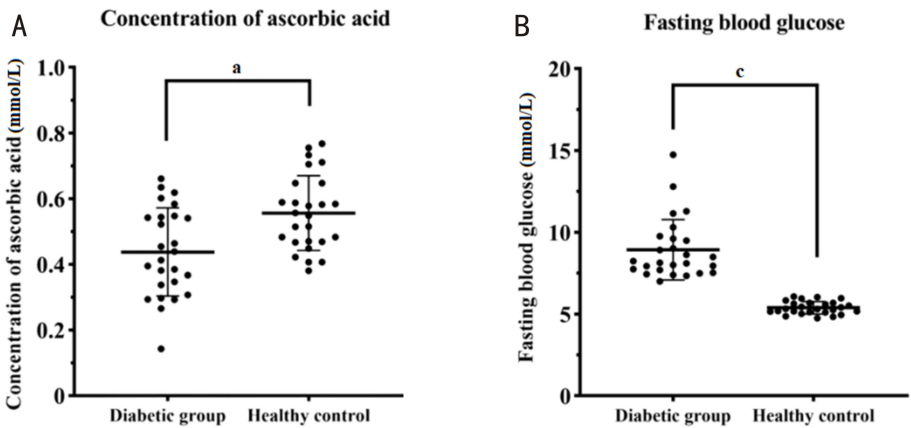 A
Concentration of ascorbic acid
Concentration of ascorbic acid (mmol/L)
1.0
0.8
0.6
0.4
0.2
0
a
Diabetic group
Healthy control
B
Fasting blood glucose
Fasting blood glucose (mmol/L)
20
15
10
5
0
c
Diabetic group
Healthy control